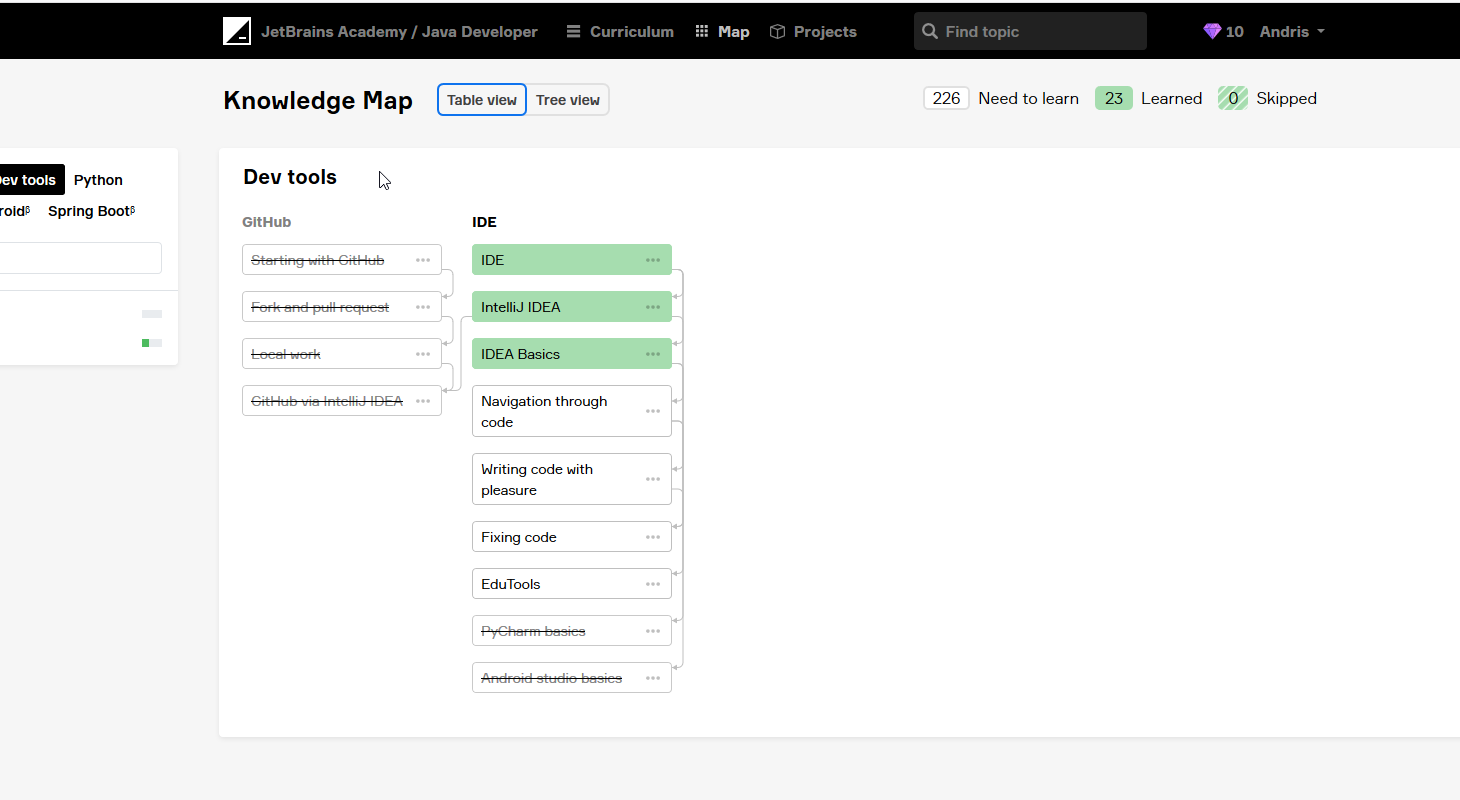 JetBrains Academy / Java Developer Curriculum Map Projects Find topic 10 Andris
Knowledge Map Table view Tree view 226 Need to learn 23 Learned 0 Skipped
Dev tools Python
roidᵝ Spring Bootᵝ
Dev tools
GitHub
Starting with GitHub
Fork and pull request
Local work
GitHub via IntelliJ IDEA
IDE
IDE
IntelliJ IDEA
IDEA Basics
Navigation through
code
Writing code with
pleasure
Fixing code
EduTools
PyCharm basics
Android studio basics